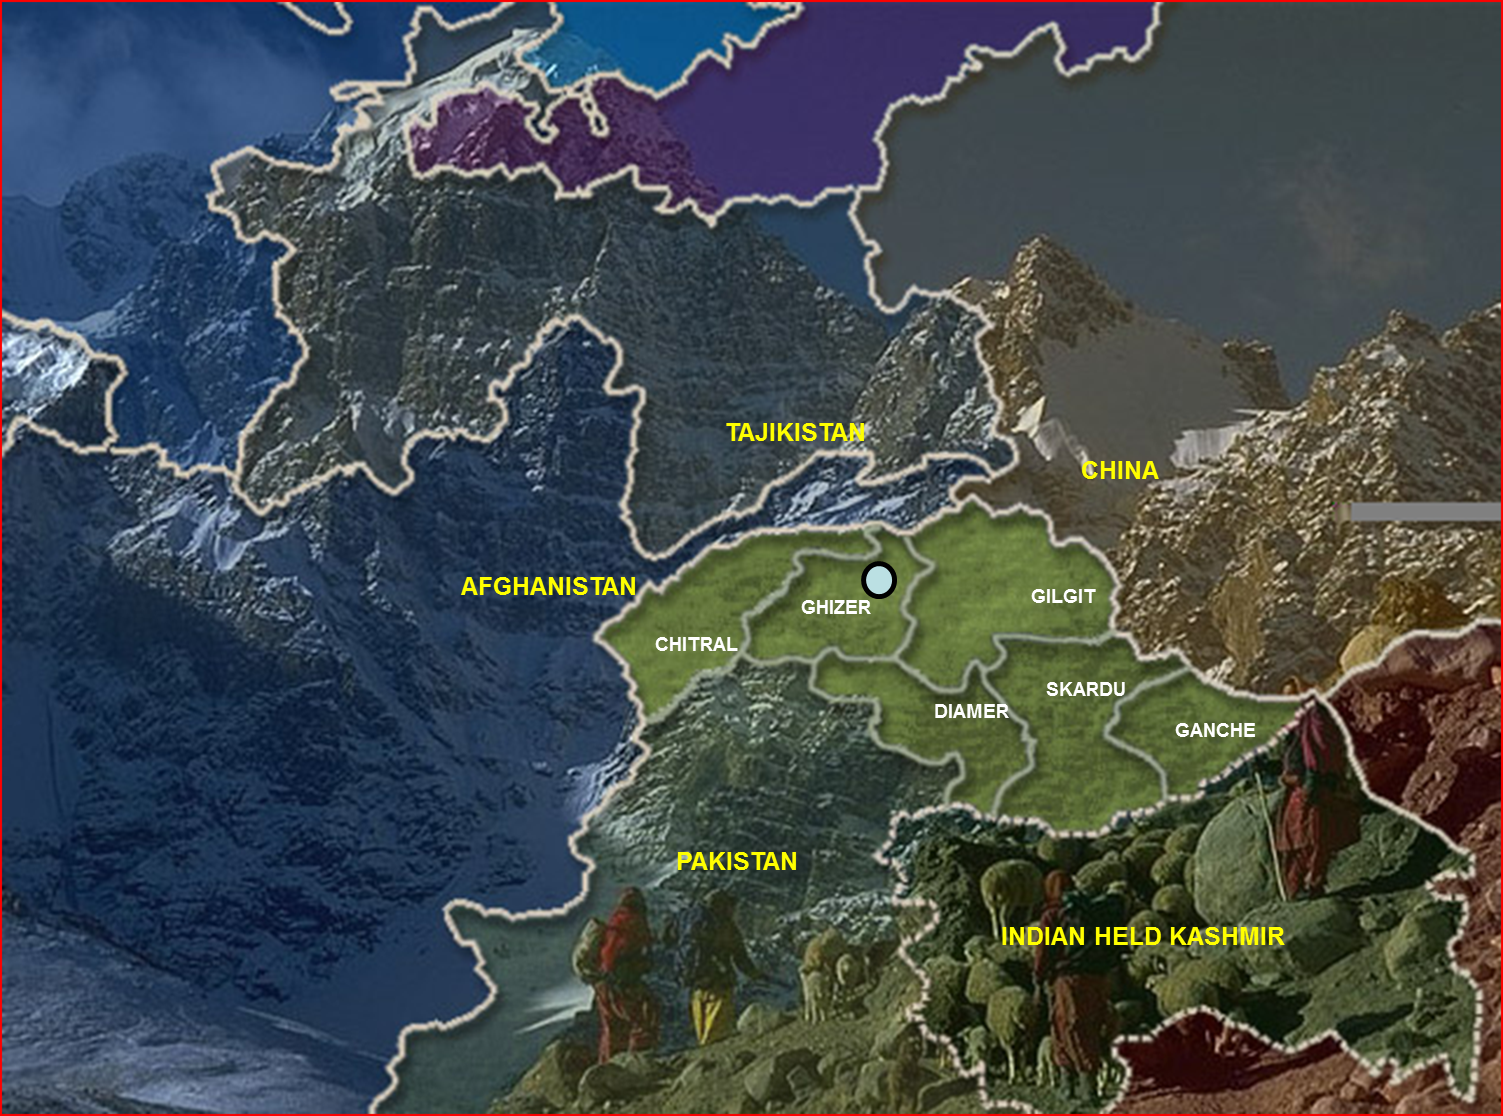 TAJIKISTAN
CHINA
AFGHANISTAN
GHIZER
GILGIT
CHITRAL
SKARDU
DIAMER
GANCHE
PAKISTAN
INDIAN HELD KASHMIR